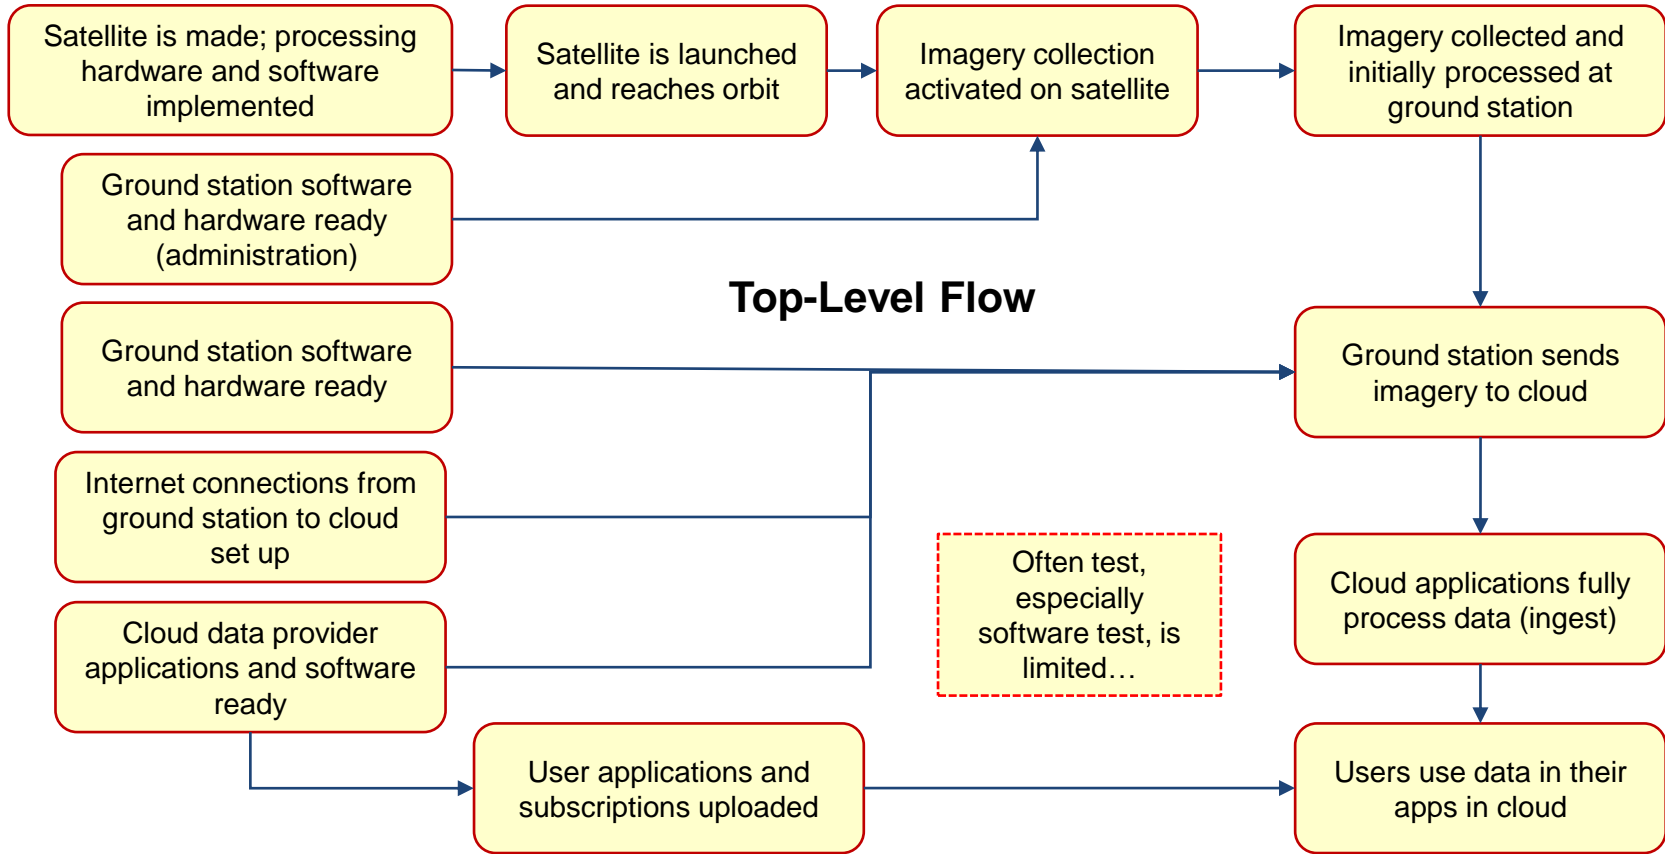 Satellite is made; processing
hardware and software
implemented
Satellite is launched
and reaches orbit
Imagery collection
activated on satellite
Imagery collected and
initially processed at
ground station
Ground station software
and hardware ready
(administration)
Top-Level Flow
Ground station software
and hardware ready
Ground station sends
imagery to cloud
Internet connections from
ground station to cloud
set up
Often test,
especially
software test, is
limited…
Cloud applications fully
process data (ingest)
Cloud data provider
applications and software
ready
User applications and
subscriptions uploaded
Users use data in their
apps in cloud